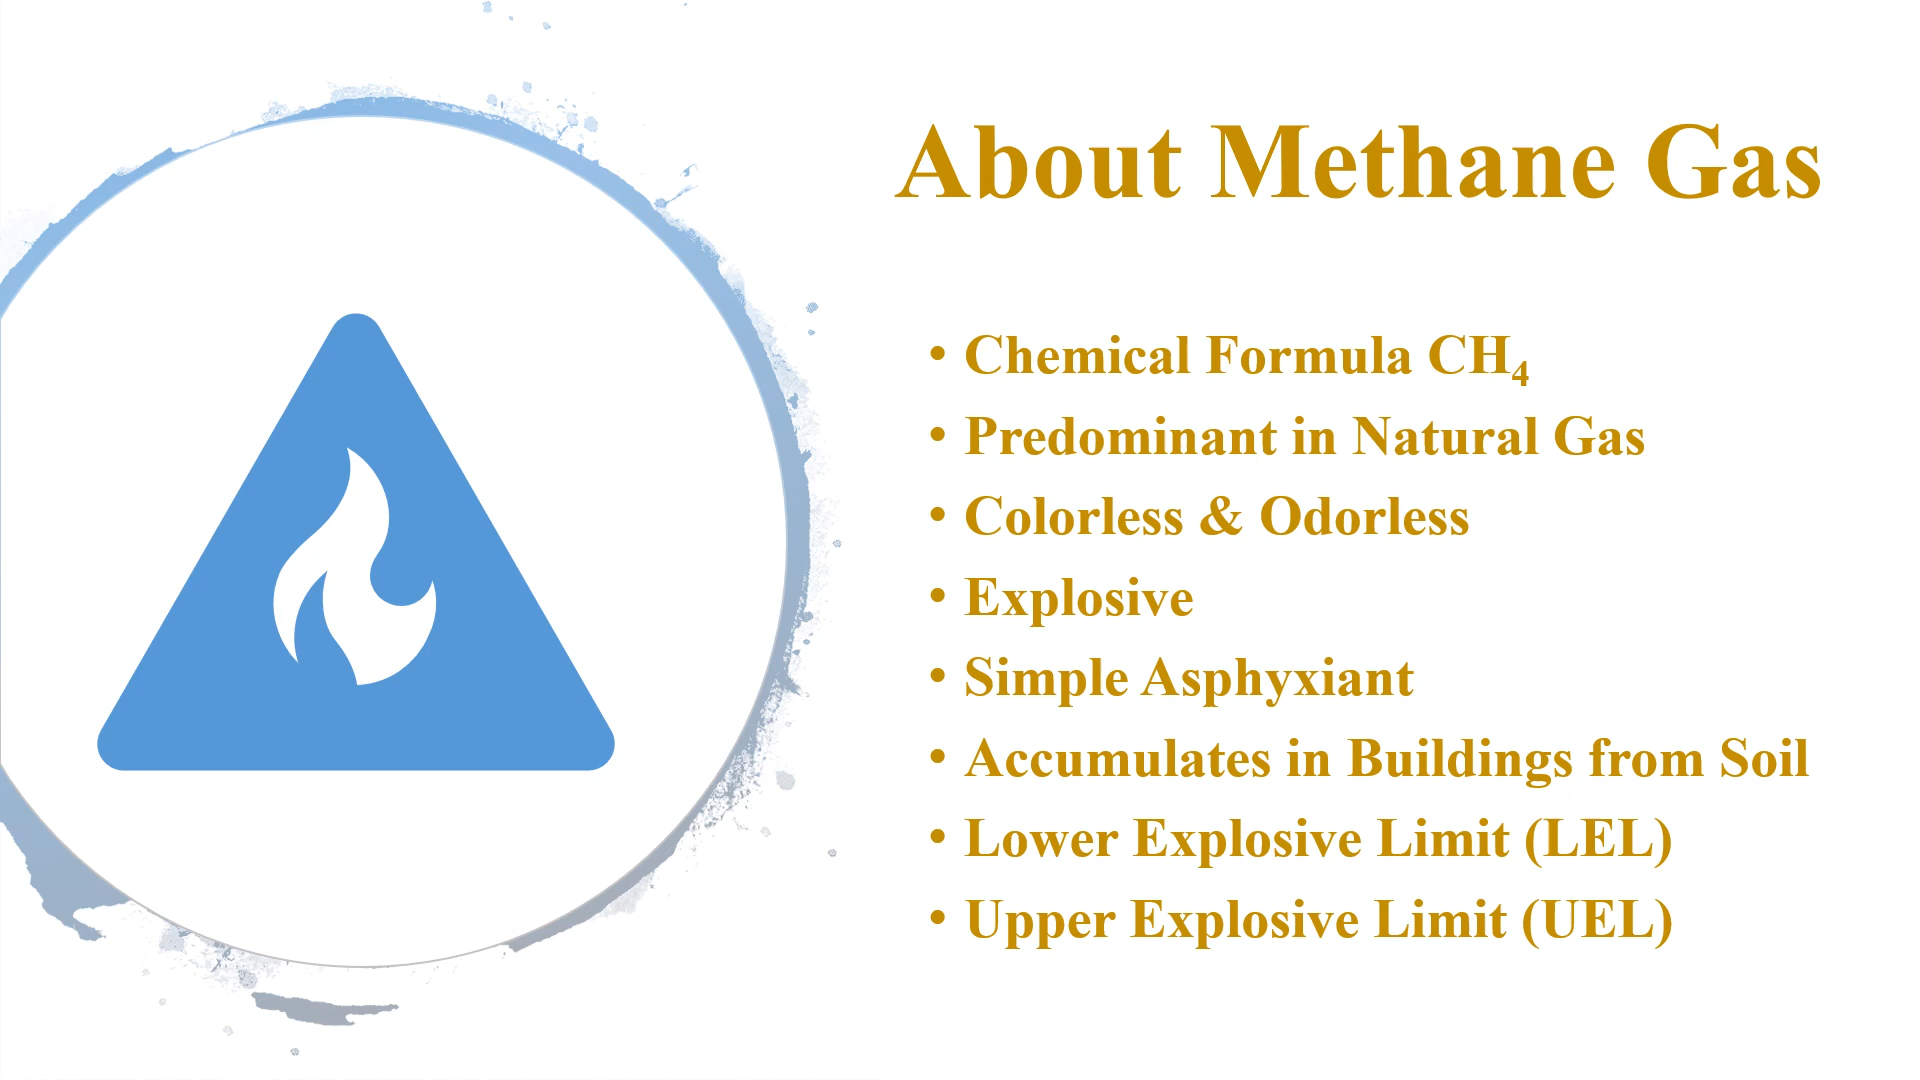 About Methane Gas
• Chemical Formula CH₄
• Predominant in Natural Gas
• Colorless & Odorless
• Explosive
• Simple Asphyxiant
• Accumulates in Buildings from Soil
• Lower Explosive Limit (LEL)
• Upper Explosive Limit (UEL)